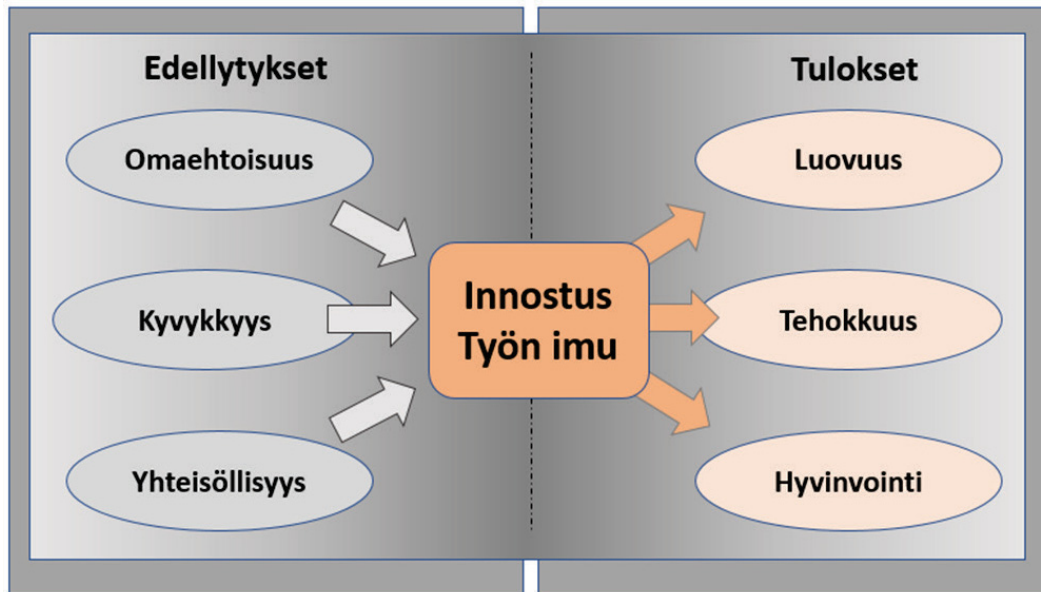 Edellytykset
Omaehtoisuus
Kyvykkyys
Yhteisöllisyys
Innostus
Työn imu
Tulokset
Luovuus
Tehokkuus
Hyvinvointi